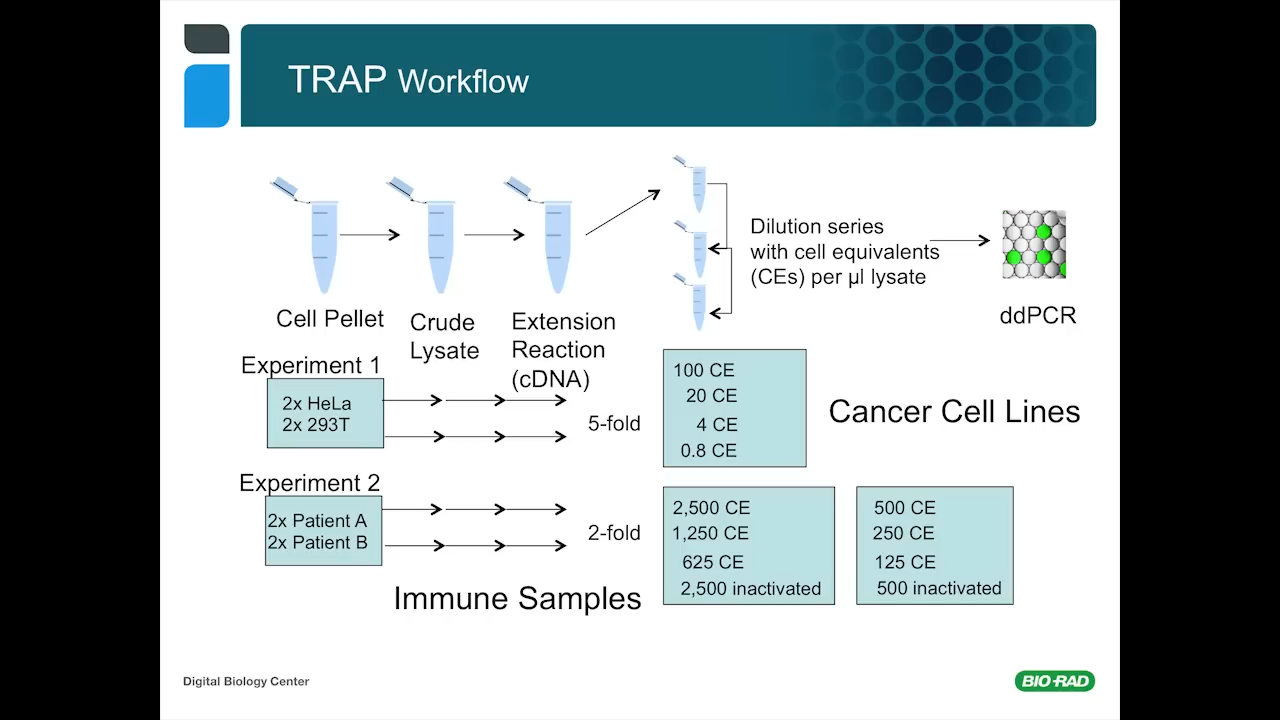 TRAP Workflow
Dilution series
with cell equivalents
(CEs) per µl lysate
Cell Pellet
Crude
Lysate
Extension
Reaction
(cDNA)
ddPCR
Experiment 1
2x HeLa
2x 293T
5-fold
100 CE
20 CE
4 CE
0.8 CE
Cancer Cell Lines
Experiment 2
2x Patient A
2x Patient B
2-fold
2,500 CE
1,250 CE
625 CE
2,500 inactivated
500 CE
250 CE
125 CE
500 inactivated
Immune Samples
Digital Biology Center
BIO-RAD